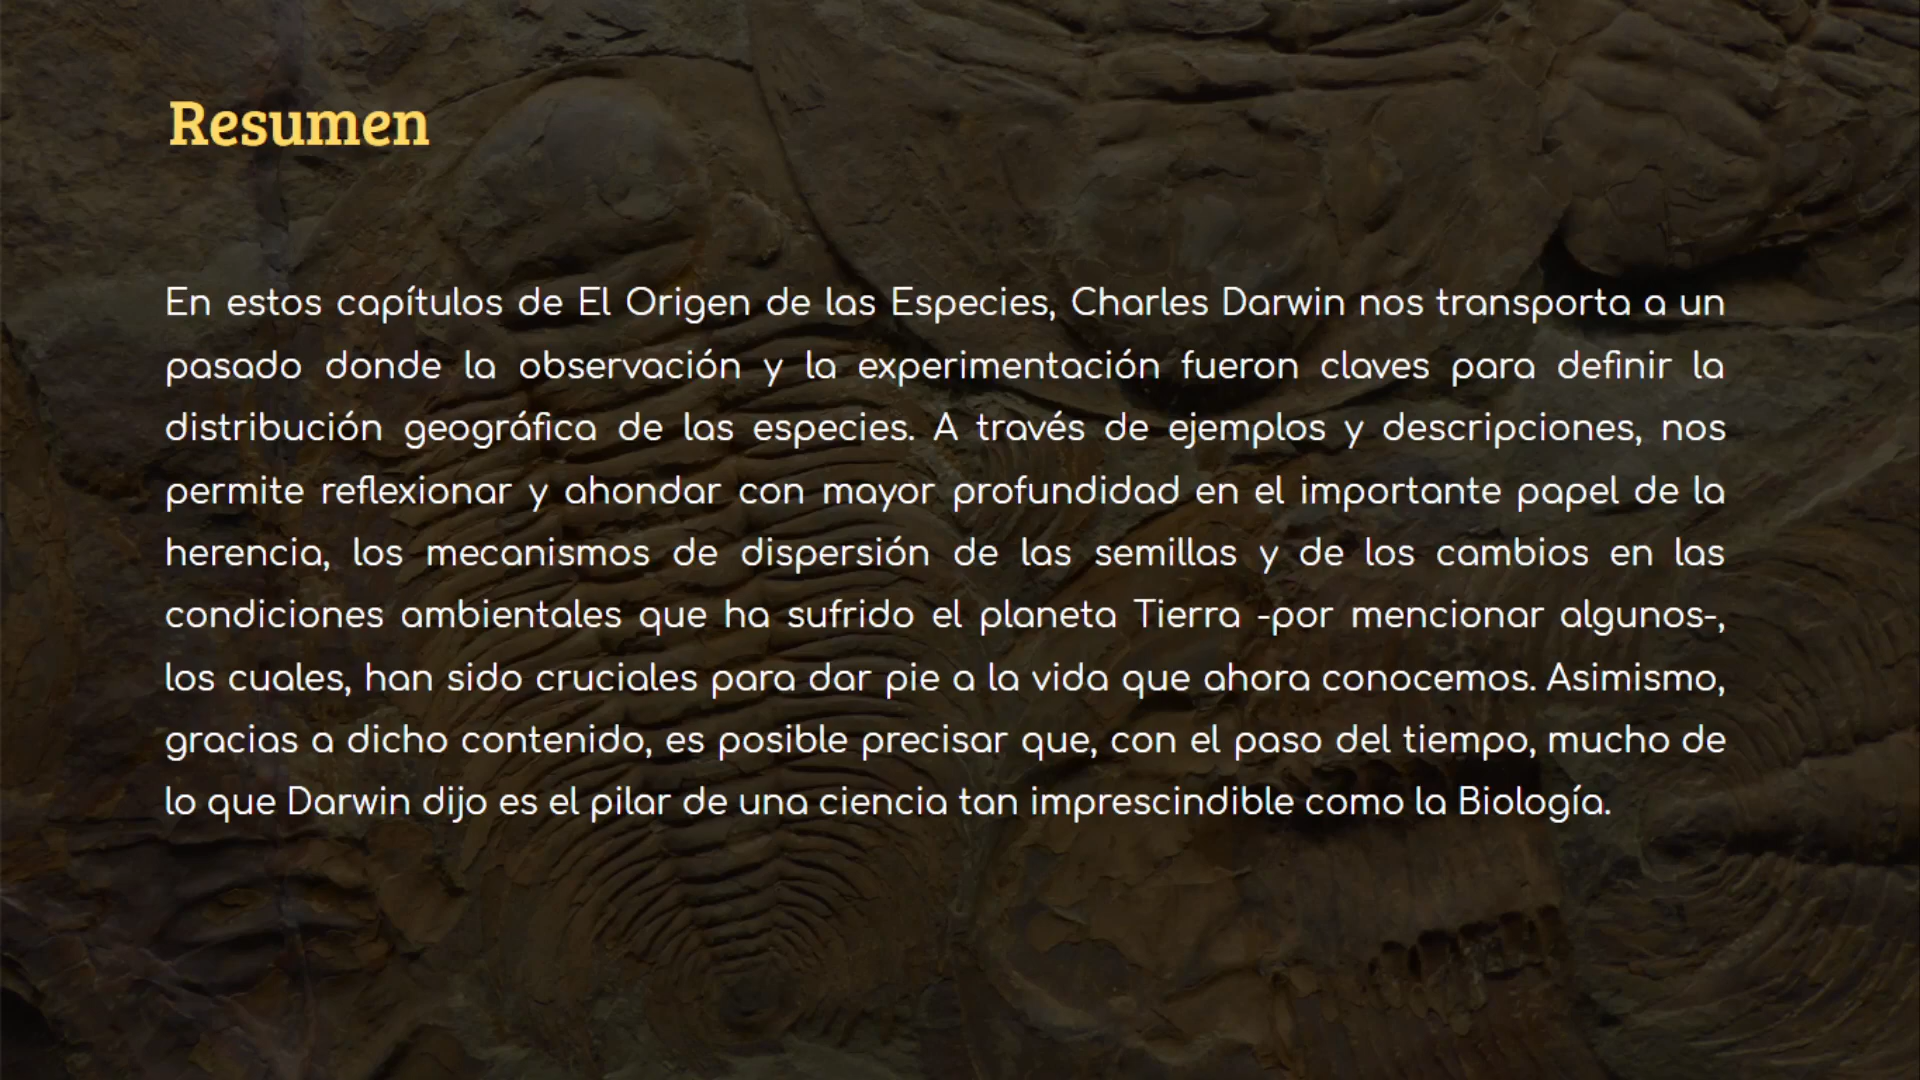 Resumen
En estos capítulos de El Origen de las Especies, Charles Darwin nos transporta a un
pasado donde la observación y la experimentación fueron claves para definir la
distribución geográfica de las especies. A través de ejemplos y descripciones, nos
permite reflexionar y ahondar con mayor profundidad en el importante papel de la
herencia, los mecanismos de dispersión de las semillas y de los cambios en las
condiciones ambientales que ha sufrido el planeta Tierra -por mencionar algunos-,
los cuales, han sido cruciales para dar pie a la vida que ahora conocemos. Asimismo,
gracias a dicho contenido, es posible precisar que, con el paso del tiempo, mucho de
lo que Darwin dijo es el pilar de una ciencia tan imprescindible como la Biología.